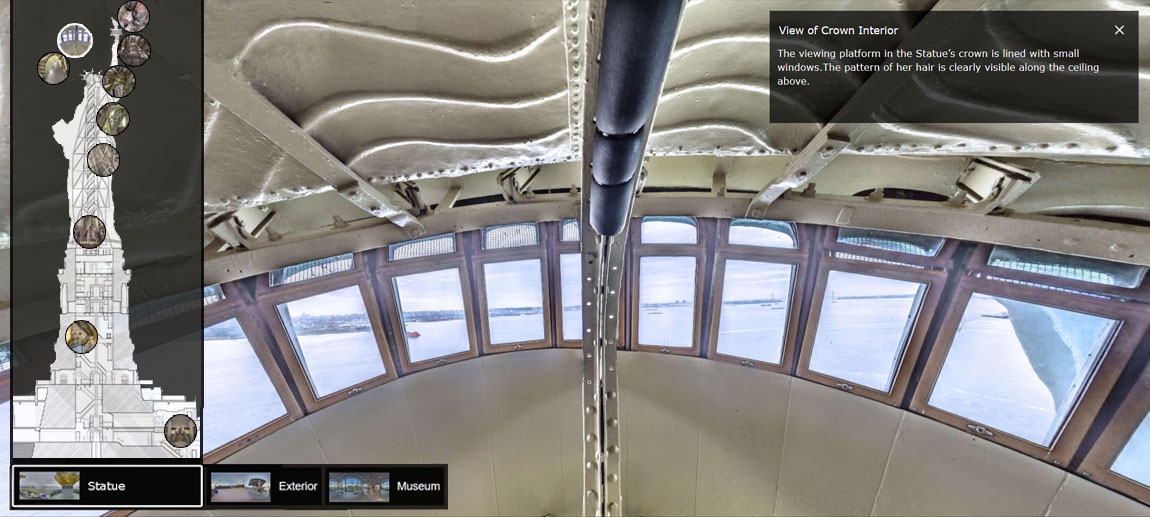 View of Crown Interior
The viewing platform in the Statue’s crown is lined with small
windows.The pattern of her hair is clearly visible along the ceiling
above.
Statue
Exterior
Museum